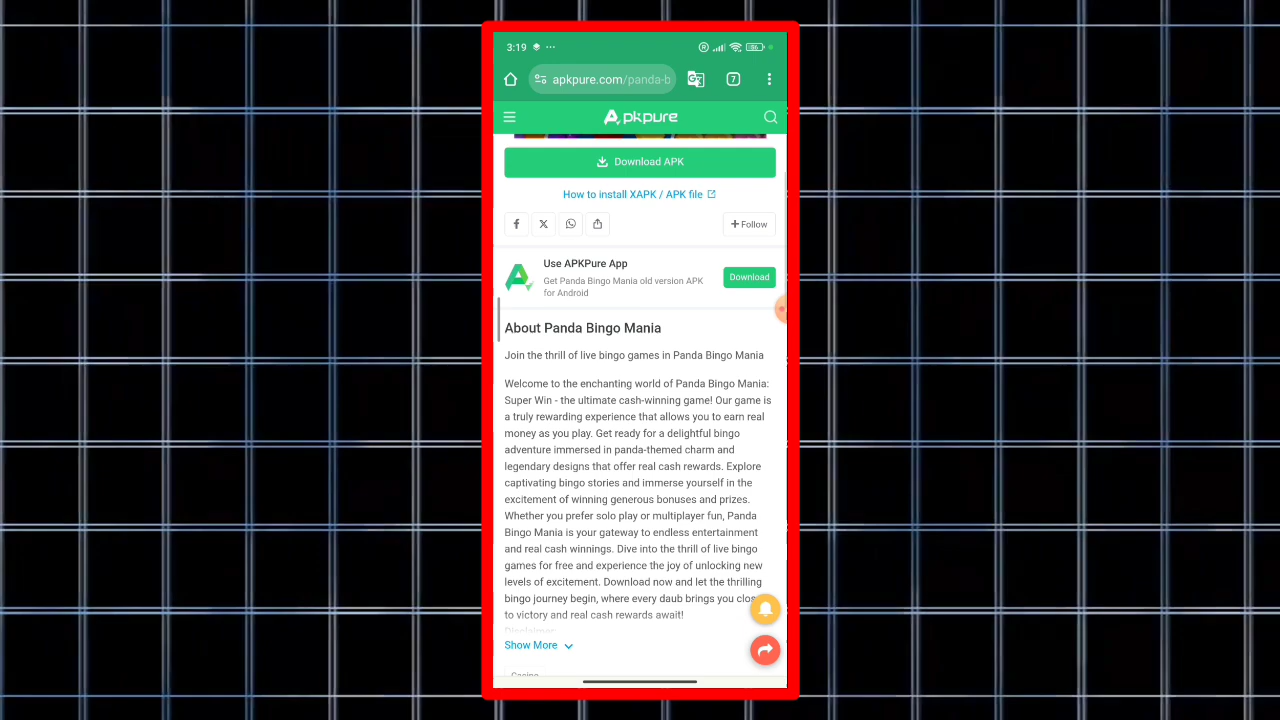 3:19
apkpure.com/panda-b
7
Apkpure
Download APK
How to install XAPK / APK file
Follow
Use APKPure App
Get Panda Bingo Mania old version APK
for Android
Download
About Panda Bingo Mania
Join the thrill of live bingo games in Panda Bingo Mania
Welcome to the enchanting world of Panda Bingo Mania:
Super Win - the ultimate cash-winning game! Our game is
a truly rewarding experience that allows you to earn real
money as you play. Get ready for a delightful bingo
adventure immersed in panda-themed charm and
legendary designs that offer real cash rewards. Explore
captivating bingo stories and immerse yourself in the
excitement of winning generous bonuses and prizes.
Whether you prefer solo play or multiplayer fun, Panda
Bingo Mania is your gateway to endless entertainment
and real cash winnings. Dive into the thrill of live bingo
games for free and experience the joy of unlocking new
levels of excitement. Download now and let the thrilling
bingo journey begin, where every daub brings you clos
to victory and real cash rewards await!
Disclaimer
Show More
Casino